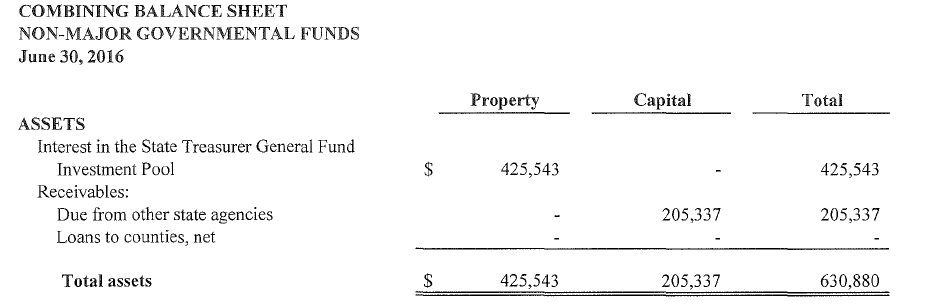 COMBINING BALANCE SHEET
NON-MAJOR GOVERNMENTAL FUNDS
June 30, 2016
Property Capital Total
ASSETS
Interest in the State Treasurer General Fund
Investment Pool $ 425,543 - 425,543
Receivables:
Due from other state agencies - 205,337 205,337
Loans to counties, net - - -
Total assets $ 425,543 205,337 630,880